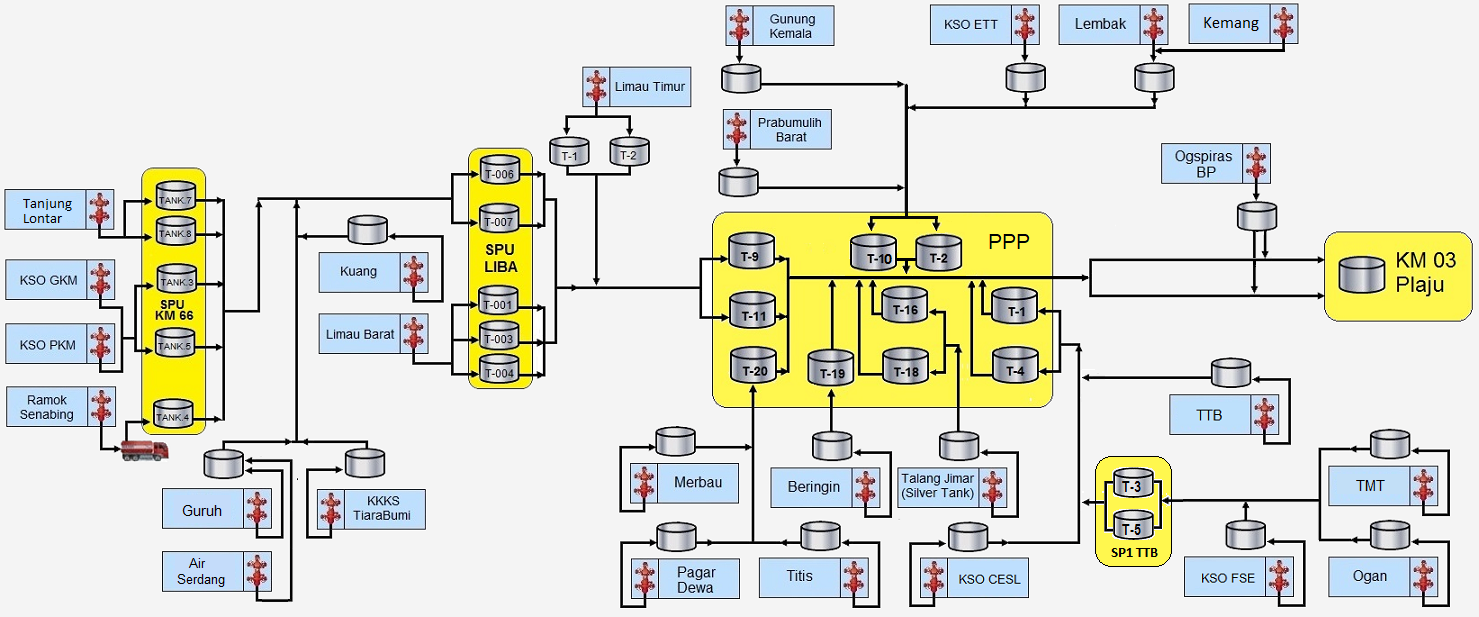 Gunung
Kemala
KSO ETT
Lembak
Kemang
Limau Timur
T-1
T-2
Prabumulih
Barat
Ogspiras
BP
Tanjung
Lontar
TANK.7
TANK.8
KSO GKM
TANK.3
SPU
KM 66
KSO PKM
TANK.5
Ramok
Senabing
TANK.4
Kuang
Limau Barat
T-006
T-007
SPU
LIBA
T-001
T-003
T-004
PPP
T-9
T-10
T-2
T-11
T-16
T-1
T-20
T-19
T-18
T-4
KM 03
Plaju
TTB
Guruh
KKKS
TiaraBumi
Air
Serdang
Merbau
Beringin
Talang Jimar
(Silver Tank)
Pagar
Dewa
Titis
KSO CESL
T-3
T-5
SP1 TTB
KSO FSE
TMT
Ogan